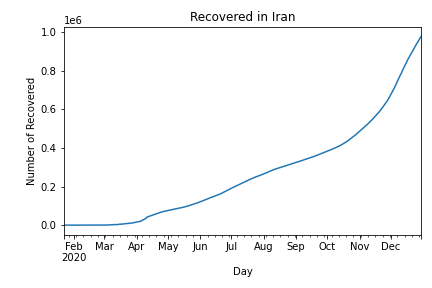 Recovered in Iran
1e6
1.0
0.8
0.6
0.4
0.2
0.0
Number of Recovered
Feb Mar Apr May Jun Jul Aug Sep Oct Nov Dec
2020
Day